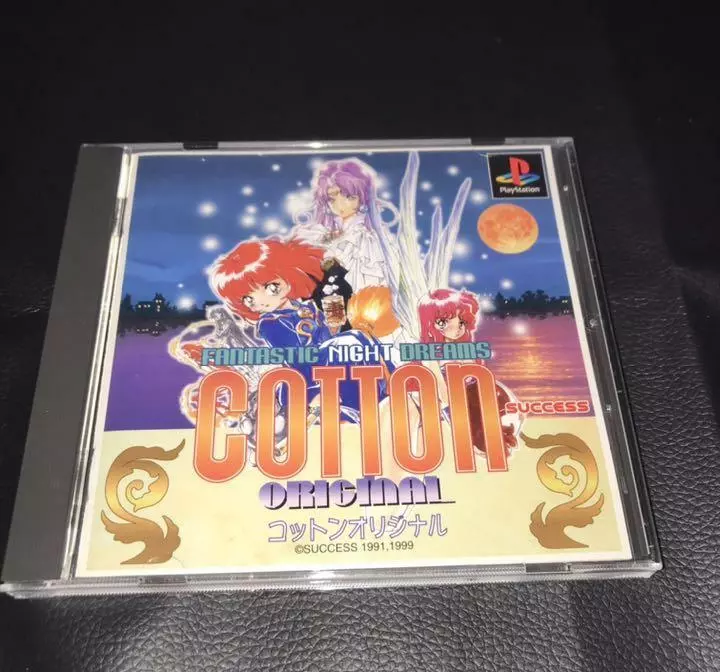 PlayStation
FANTASTIC NIGHT DREAMS
COTTON
SUCCESS
ORIGINAL
コットンオリジナル
©SUCCESS 1991,1999